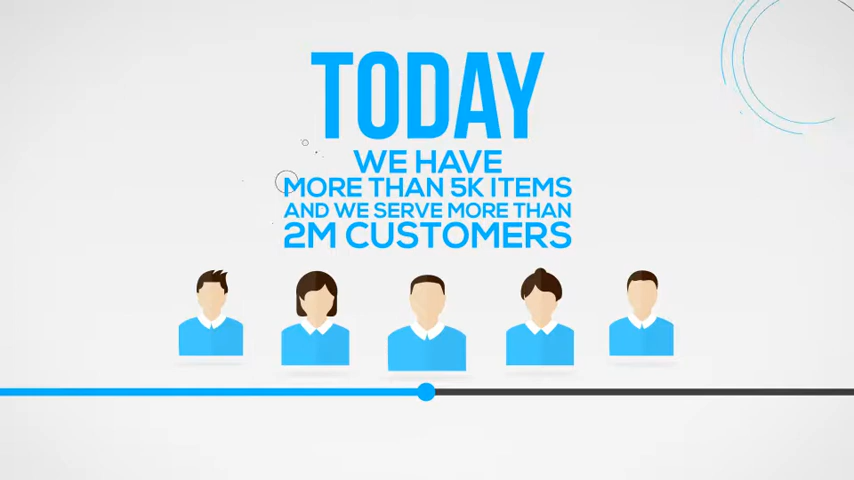 TODAY
WE HAVE
MORE THAN 5K ITEMS
AND WE SERVE MORE THAN
2M CUSTOMERS